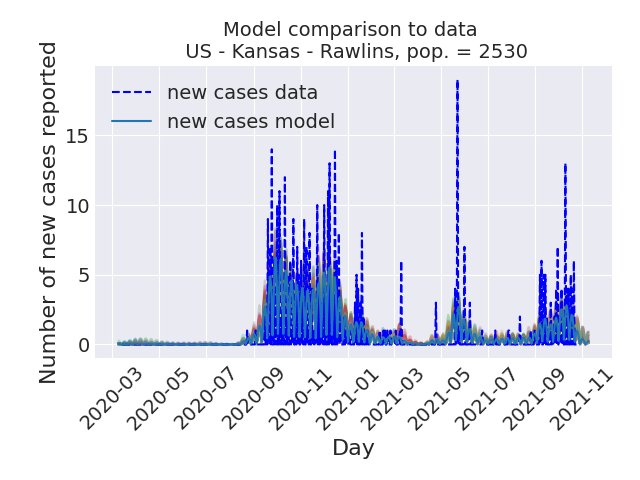 Model comparison to data
US - Kansas - Rawlins, pop. = 2530
Number of new cases reported
new cases data
new cases model
15
10
5
0
2020-03
2020-05
2020-07
2020-09
2020-11
2021-01
2021-03
2021-05
2021-07
2021-09
2021-11
Day